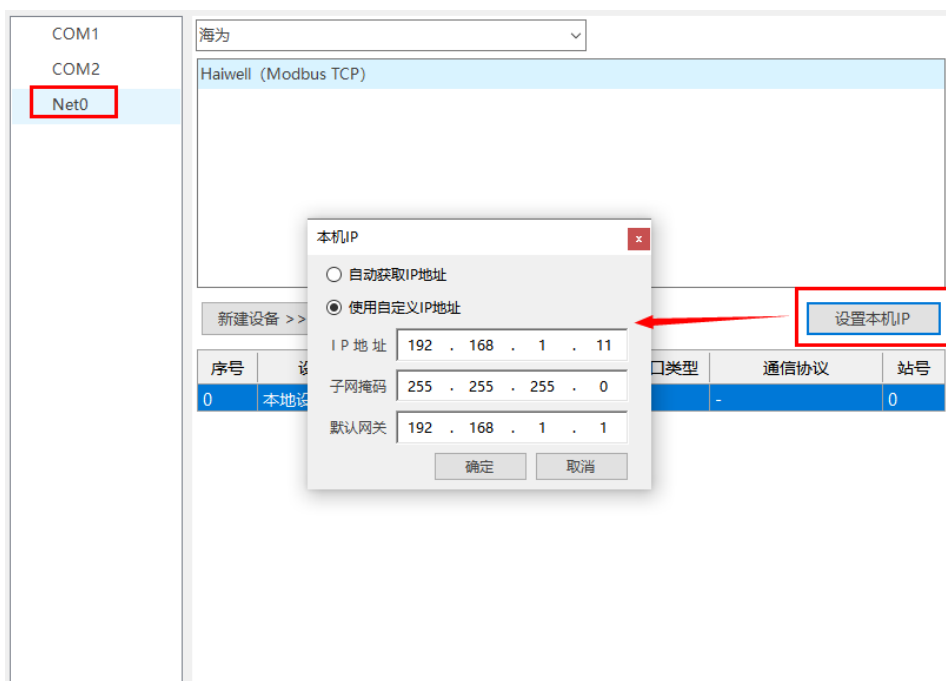 COM1
COM2
Net0
海为
Haiwell（Modbus TCP）
本机IP
x
自动获取IP地址
使用自定义IP地址
IP地址 192 . 168 . 1 . 11
子网掩码 255 . 255 . 255 . 0
默认网关 192 . 168 . 1 . 1
确定 取消
新建设备 >> 设置本机IP
序号 设 口类型 通信协议 站号
0 本地设 - 0